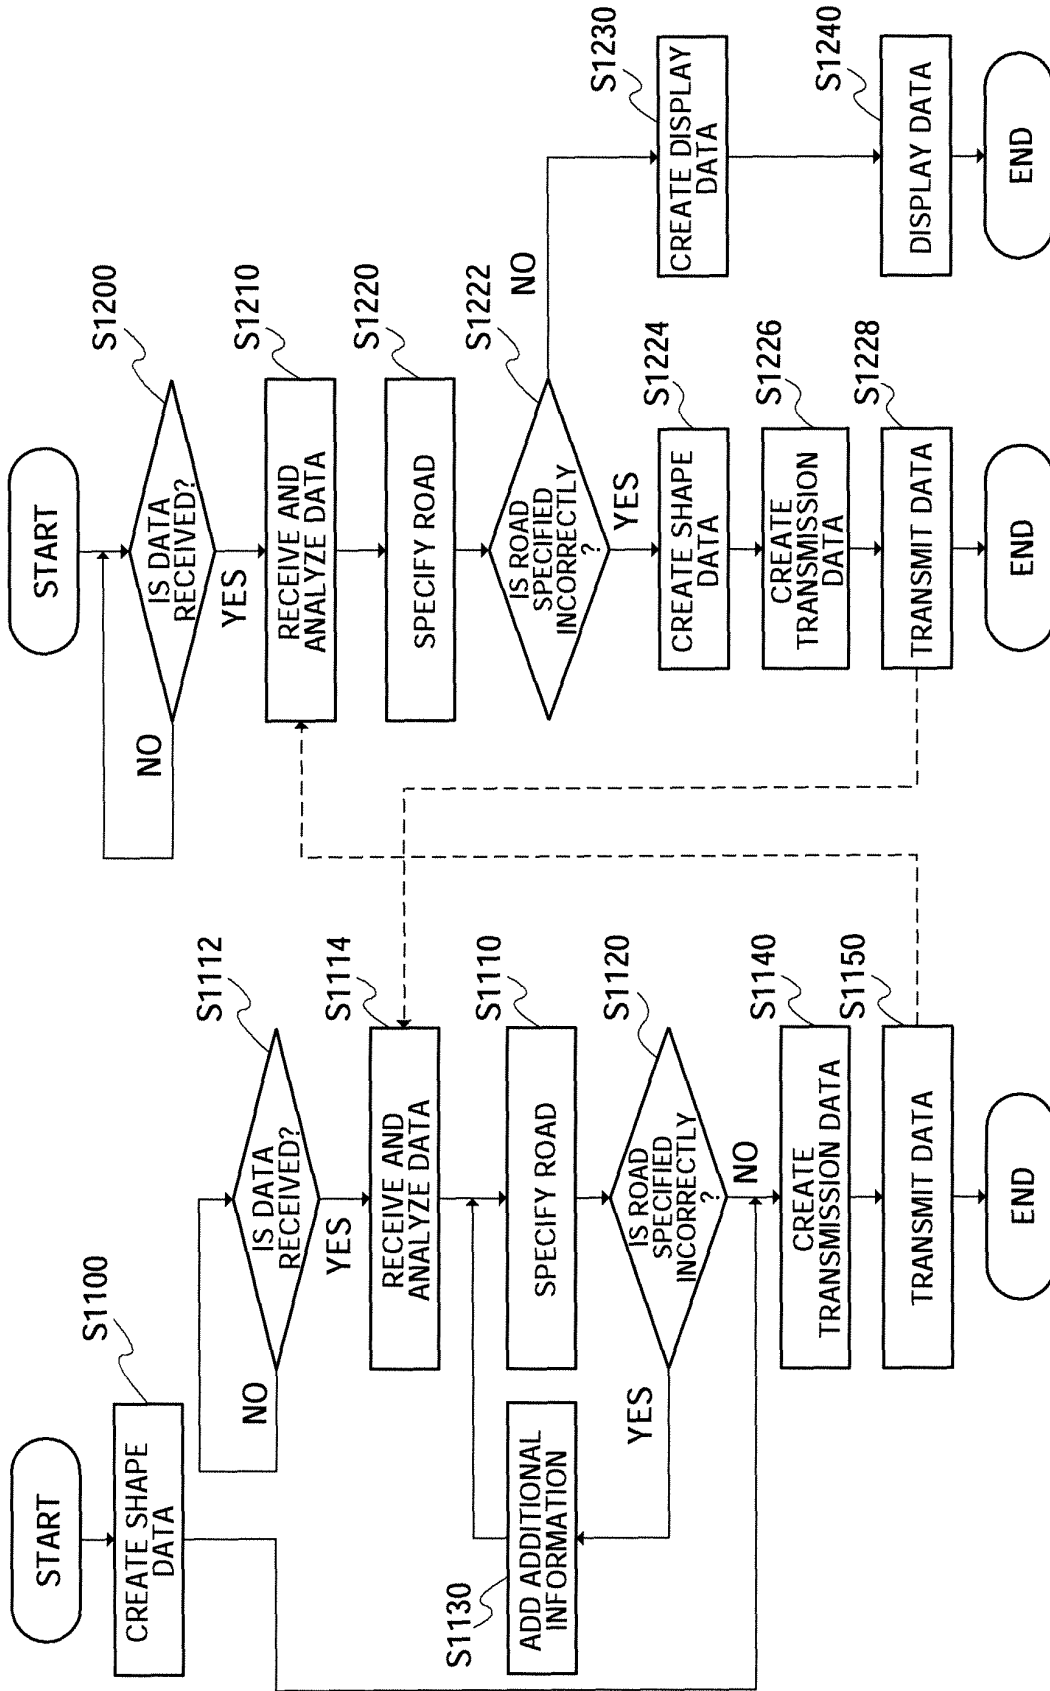 START
CREATE SHAPE
DATA
S1100
IS DATA
RECEIVED?
S1112
NO
YES
RECEIVE AND
ANALYZE DATA
S1114
SPECIFY ROAD
S1110
IS ROAD
SPECIFIED
INCORRECTLY
?
S1120
YES
NO
ADD ADDITIONAL
INFORMATION
S1130
CREATE
TRANSMISSION DATA
S1140
TRANSMIT DATA
S1150
END
START
IS DATA
RECEIVED?
S1200
NO
YES
RECEIVE AND
ANALYZE DATA
S1210
SPECIFY ROAD
S1220
IS ROAD
SPECIFIED
INCORRECTLY
?
S1222
NO
YES
CREATE SHAPE
DATA
S1224
CREATE
TRANSMISSION
DATA
S1226
TRANSMIT DATA
S1228
END
CREATE DISPLAY
DATA
S1230
DISPLAY DATA
S1240
END